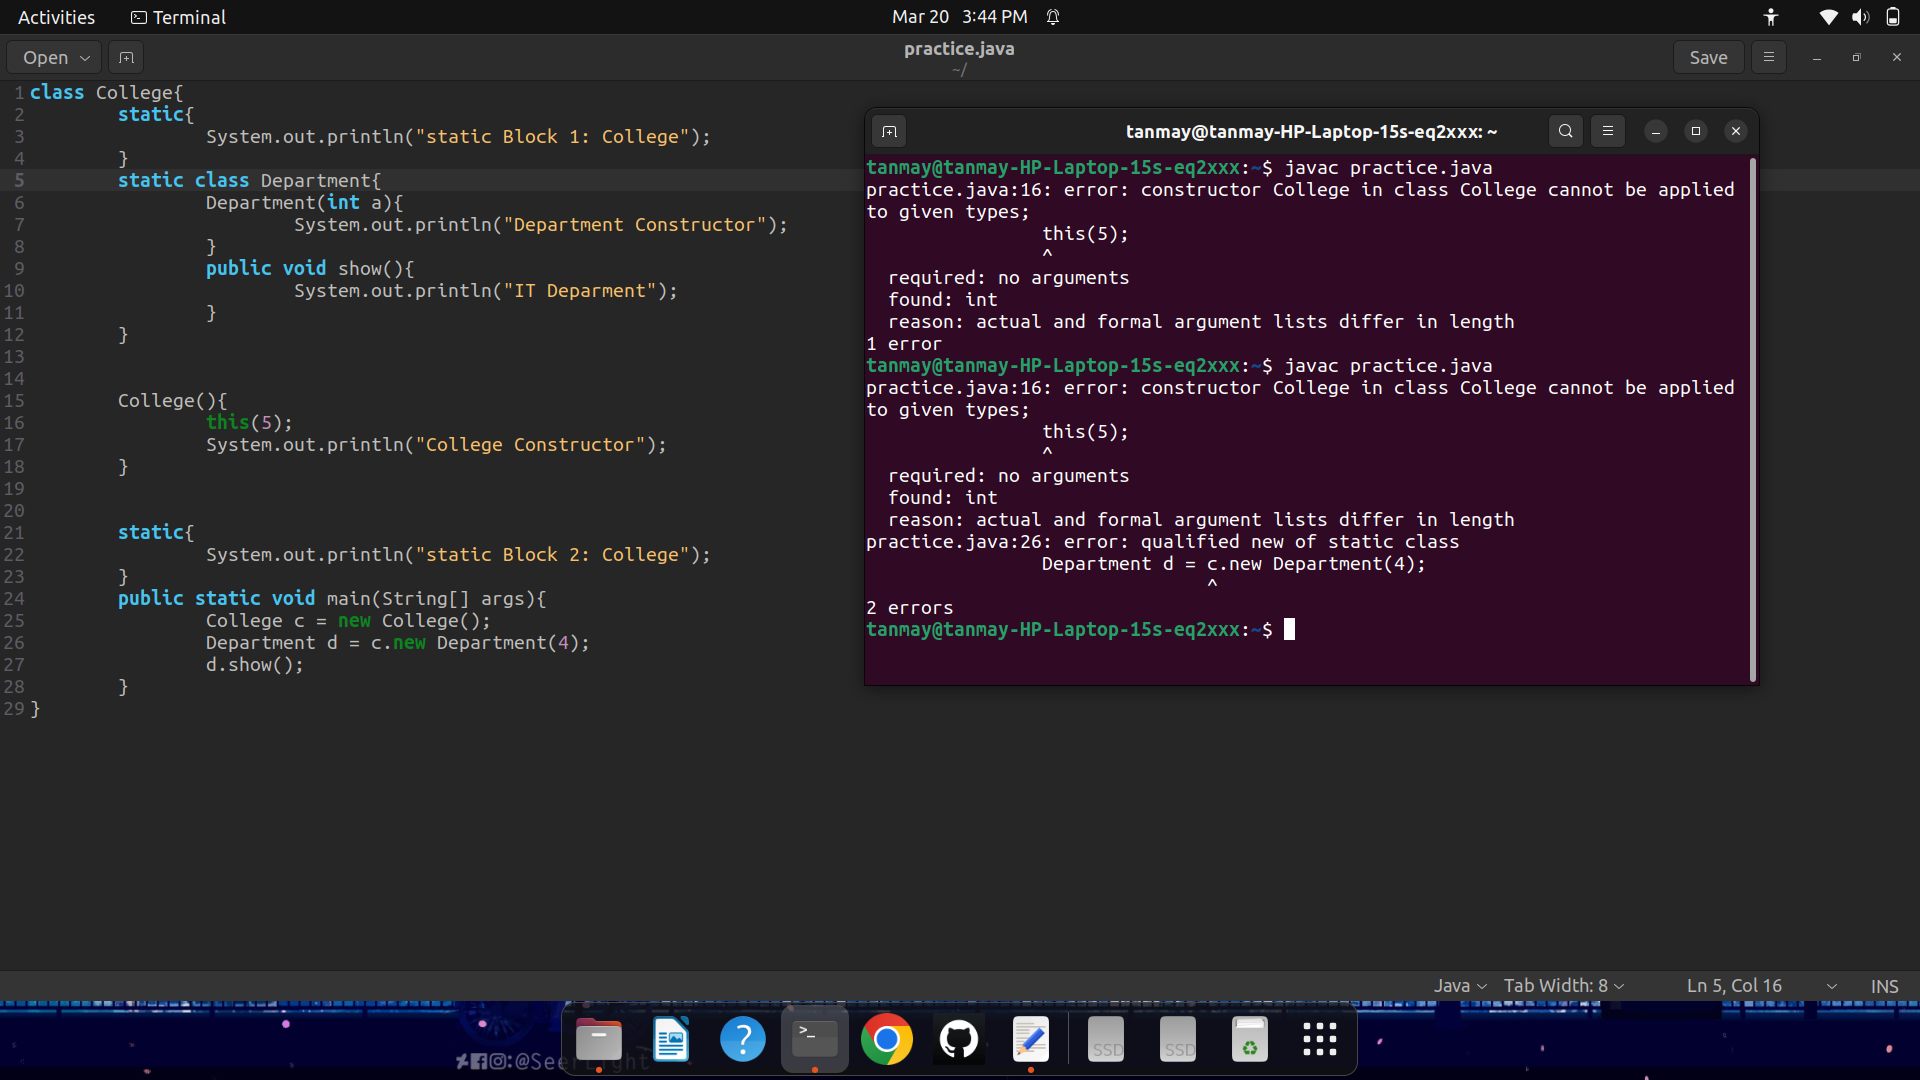 Activities Terminal Mar 20 3:44 PM
Open practice.java Save
~/
1 class College{
2 static{
3 System.out.println("static Block 1: College");
4 }
5 static class Department{
6 Department(int a){
7 System.out.println("Department Constructor");
8 }
9 public void show(){
10 System.out.println("IT Deparment");
11 }
12 }
13
14
15 College(){
16 this(5);
17 System.out.println("College Constructor");
18 }
19
20
21 static{
22 System.out.println("static Block 2: College");
23 }
24 public static void main(String[] args){
25 College c = new College();
26 Department d = c.new Department(4);
27 d.show();
28 }
29 }
tanmay@tanmay-HP-Laptop-15s-eq2xxx: ~
tanmay@tanmay-HP-Laptop-15s-eq2xxx:~$ javac practice.java
practice.java:16: error: constructor College in class College cannot be applied
to given types;
this(5);
^
required: no arguments
found: int
reason: actual and formal argument lists differ in length
1 error
tanmay@tanmay-HP-Laptop-15s-eq2xxx:~$ javac practice.java
practice.java:16: error: constructor College in class College cannot be applied
to given types;
this(5);
^
required: no arguments
found: int
reason: actual and formal argument lists differ in length
practice.java:26: error: qualified new of static class
Department d = c.new Department(4);
^
2 errors
tanmay@tanmay-HP-Laptop-15s-eq2xxx:~$
Java Tab Width: 8 Ln 5, Col 16 INS
SSD SSD
:@SeerLight